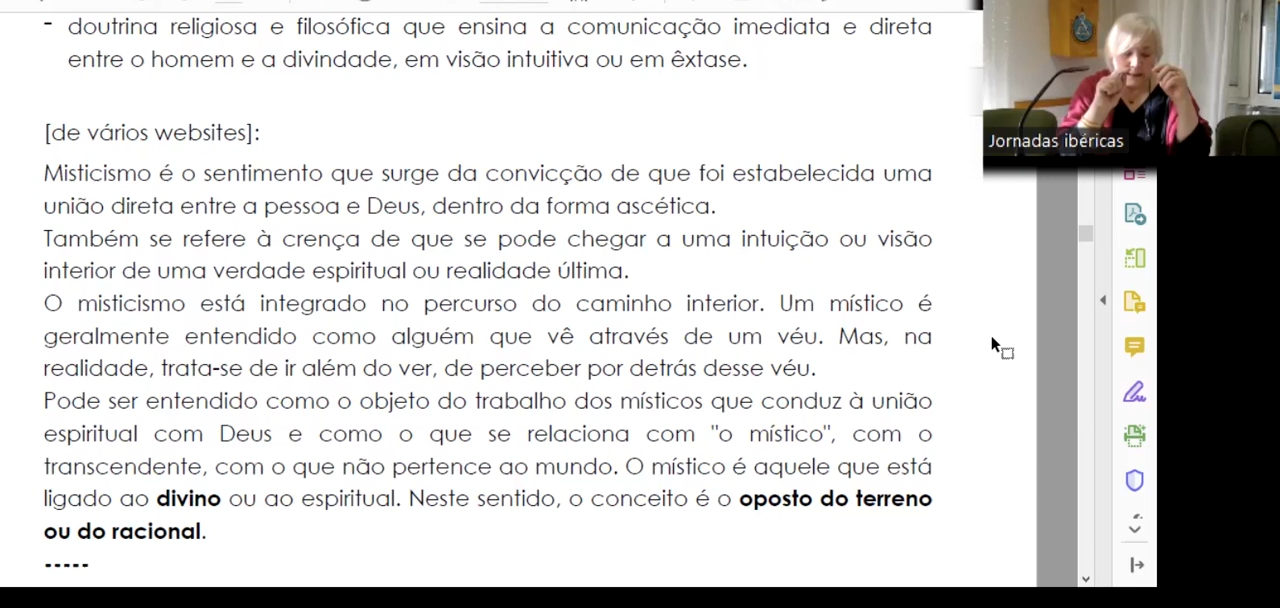 - doutrina religiosa e filosófica que ensina a comunicação imediata e direta
entre o homem e a divindade, em visão intuitiva ou em êxtase.
[de vários websites]:
Misticismo é o sentimento que surge da convicção de que foi estabelecida uma
união direta entre a pessoa e Deus, dentro da forma ascética.
Também se refere à crença de que se pode chegar a uma intuição ou visão
interior de uma verdade espiritual ou realidade última.
O misticismo está integrado no percurso do caminho interior. Um místico é
geralmente entendido como alguém que vê através de um véu. Mas, na
realidade, trata-se de ir além do ver, de perceber por detrás desse véu.
Pode ser entendido como o objeto do trabalho dos místicos que conduz à união
espiritual com Deus e como o que se relaciona com "o místico", com o
transcendente, com o que não pertence ao mundo. O místico é aquele que está
ligado ao divino ou ao espiritual. Neste sentido, o conceito é o oposto do terreno
ou do racional.
-----
Jornadas ibéricas